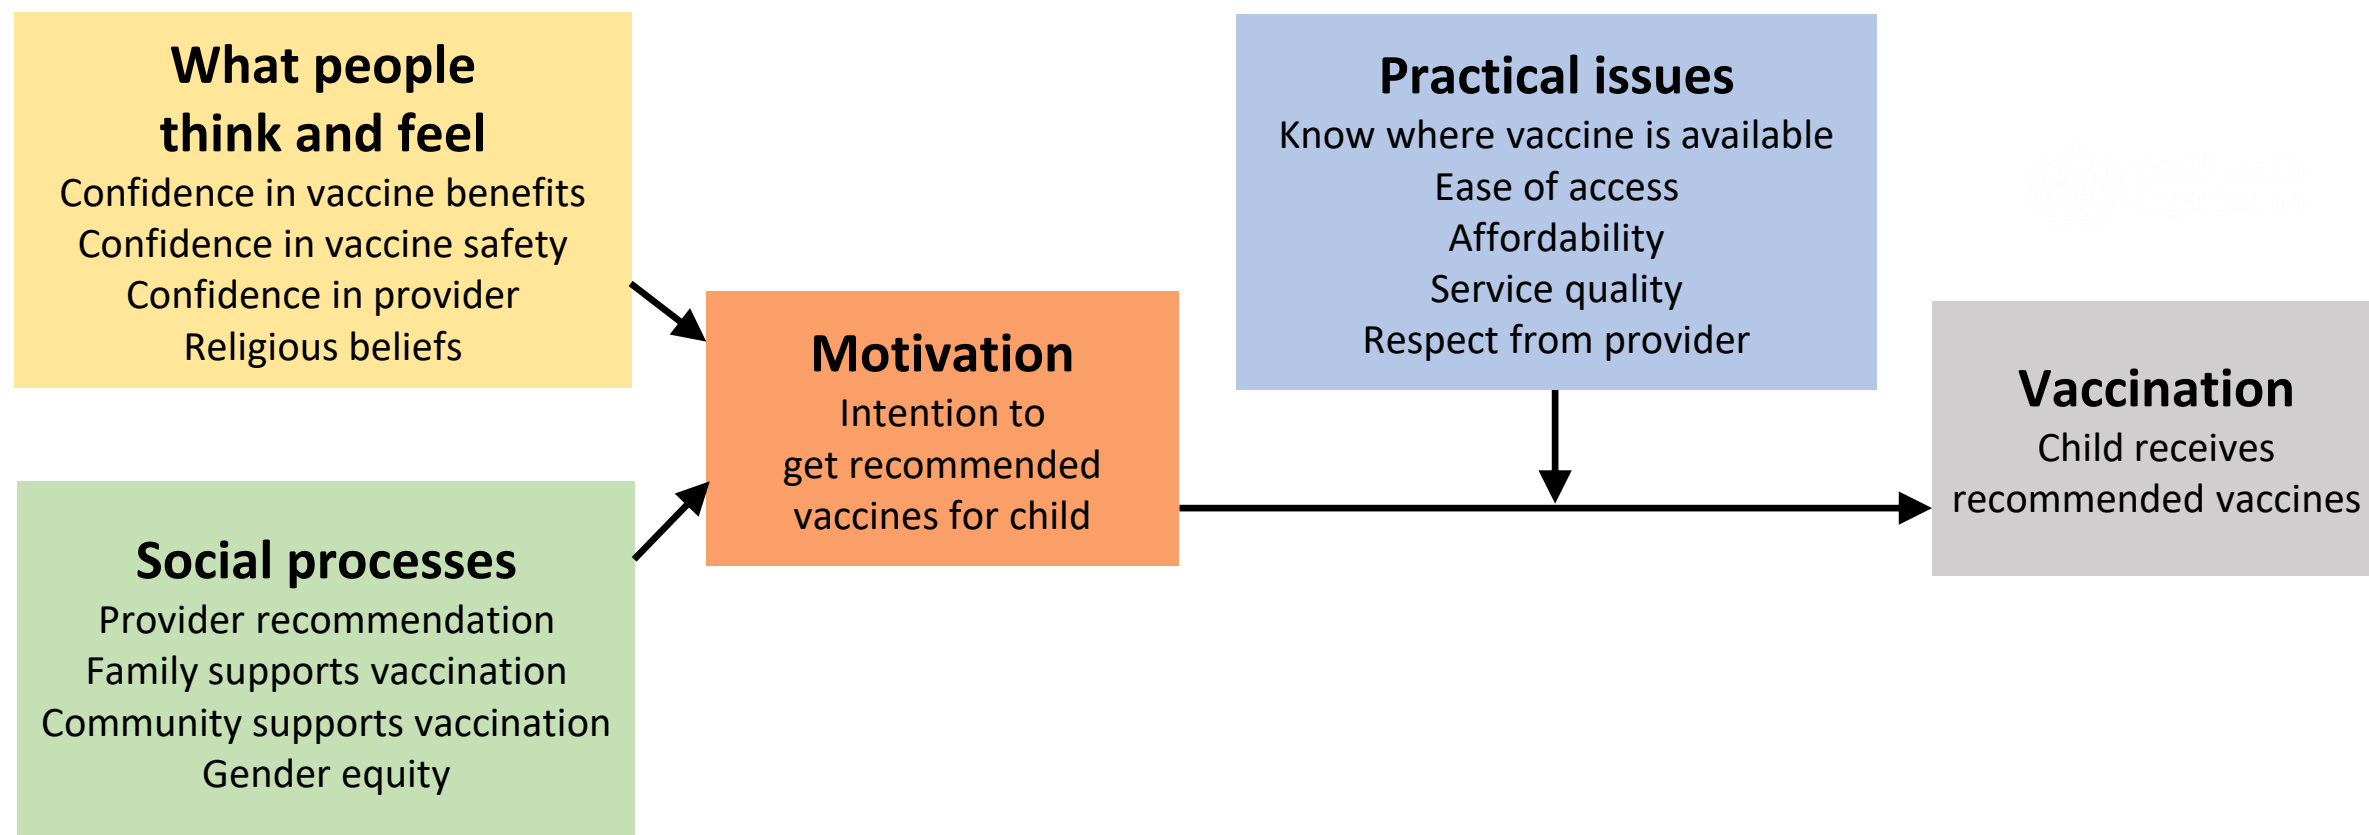 What people
think and feel
Confidence in vaccine benefits
Confidence in vaccine safety
Confidence in provider
Religious beliefs
Social processes
Provider recommendation
Family supports vaccination
Community supports vaccination
Gender equity
Motivation
Intention to
get recommended
vaccines for child
Practical issues
Know where vaccine is available
Ease of access
Affordability
Service quality
Respect from provider
Vaccination
Child receives
recommended vaccines